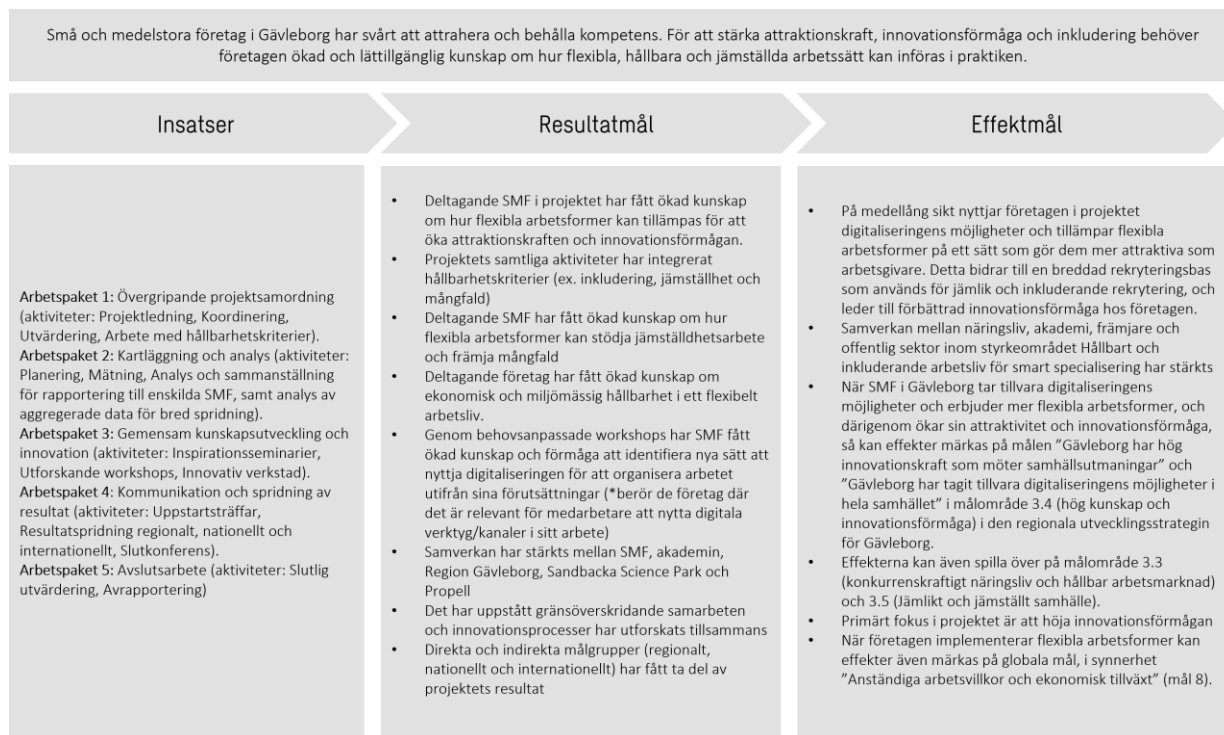 Små och medelstora företag i Gävleborg har svårt att attrahera och behålla kompetens. För att stärka attraktionskraft, innovationsförmåga och inkludering behöver
företagen ökad och lättillgänglig kunskap om hur flexibla, hållbara och jämställda arbetssätt kan införas i praktiken.
Insatser
Resultatmål
Effektmål
Arbetspaket 1: Övergripande projektsamordning
(aktiviteter: Projektledning, Koordinering,
Utvärdering, Arbete med hållbarhetskriterier).
Arbetspaket 2: Kartläggning och analys (aktiviteter:
Planering, Mätning, Analys och sammanställning
för rapportering till enskilda SMF, samt analys av
aggregerade data för bred spridning).
Arbetspaket 3: Gemensam kunskapsutveckling och
innovation (aktiviteter: Inspirationsseminarier,
Utforskande workshops, Innovativ verkstad).
Arbetspaket 4: Kommunikation och spridning av
resultat (aktiviteter: Uppstartsträffar,
Resultatspridning regionalt, nationellt och
internationellt, Slutkonferens).
Arbetspaket 5: Avslutsarbete (aktiviteter: Slutlig
utvärdering, Avrapportering)
• Deltagande SMF i projektet har fått ökad kunskap
om hur flexibla arbetsformer kan tillämpas för att
öka attraktionskraften och innovationsförmågan.
• Projektets samtliga aktiviteter har integrerat
hållbarhetskriterier (ex. inkludering, jämställhet och
mångfald)
• Deltagande SMF har fått ökad kunskap om hur
flexibla arbetsformer kan stödja jämställdhetsarbete
och främja mångfald
• Deltagande företag har fått ökad kunskap om
ekonomisk och miljömässig hållbarhet i ett flexibelt
arbetsliv.
• Genom behovsanpassade workshops har SMF fått
ökad kunskap och förmåga att identifiera nya sätt att
nyttja digitaliseringen för att organisera arbetet
utifrån sina förutsättningar (*berör de företag där
det är relevant för medarbetare att nytta digitala
verktyg/kanaler i sitt arbete)
• Samverkan har stärkts mellan SMF, akademin,
Region Gävleborg, Sandbacka Science Park och
Propell
• Det har uppstått gränsöverskridande samarbeten
och innovationsprocesser har utforskats tillsammans
• Direkta och indirekta målgrupper (regionalt,
nationellt och internationellt) har fått ta del av
projektets resultat
• På medellång sikt nyttjar företagen i projektet
digitaliseringens möjligheter och tillämpar flexibla
arbetsformer på ett sätt som gör dem mer attraktiva som
arbetsgivare. Detta bidrar till en breddad rekryteringsbas
som används för jämlik och inkluderande rekrytering, och
leder till förbättrad innovationsförmåga hos företagen.
• Samverkan mellan näringsliv, akademi, främjare och
offentlig sektor inom styrkeområdet Hållbart och
inkluderande arbetsliv för smart specialisering har stärkts
• När SMF i Gävleborg tar tillvara digitaliseringens
möjligheter och erbjuder mer flexibla arbetsformer, och
därigenom ökar sin attraktivitet och innovationsförmåga,
så kan effekter märkas på målen ”Gävleborg har hög
innovationskraft som möter samhällsutmaningar” och
”Gävleborg har tagit tillvara digitaliseringens möjligheter i
hela samhället” i målområde 3.4 (hög kunskap och
innovationsförmåga) i den regionala utvecklingsstrategin
för Gävleborg.
• Effekterna kan även spilla över på målområde 3.3
(konkurrenskraftigt näringsliv och hållbar arbetsmarknad)
och 3.5 (Jämlikt och jämställt samhälle).
• Primärt fokus i projektet är att höja innovationsförmågan
• När företagen implementerar flexibla arbetsformer kan
effekter även märkas på globala mål, i synnerhet
”Anständiga arbetsvillkor och ekonomisk tillväxt” (mål 8).